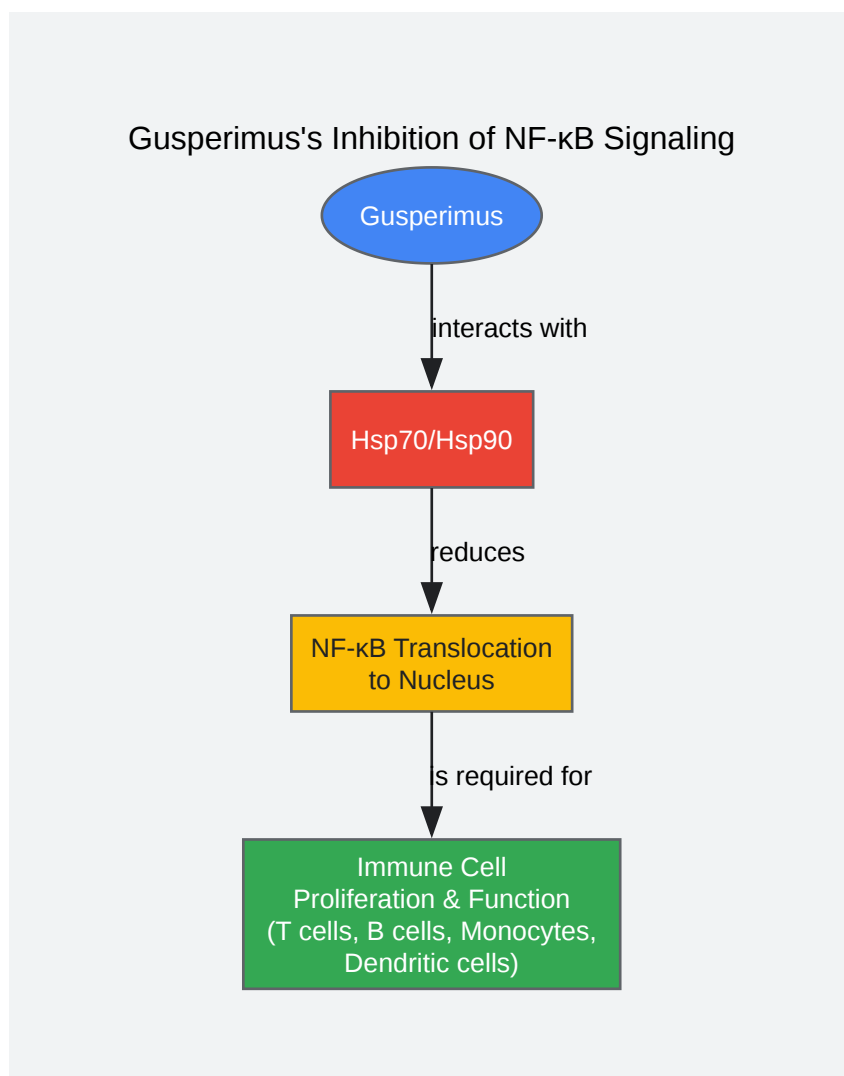 Gusperimus's Inhibition of NF-κB Signaling
Gusperimus
interacts with
Hsp70/Hsp90
reduces
NF-κB Translocation
to Nucleus
is required for
Immune Cell
Proliferation & Function
(T cells, B cells, Monocytes,
Dendritic cells)